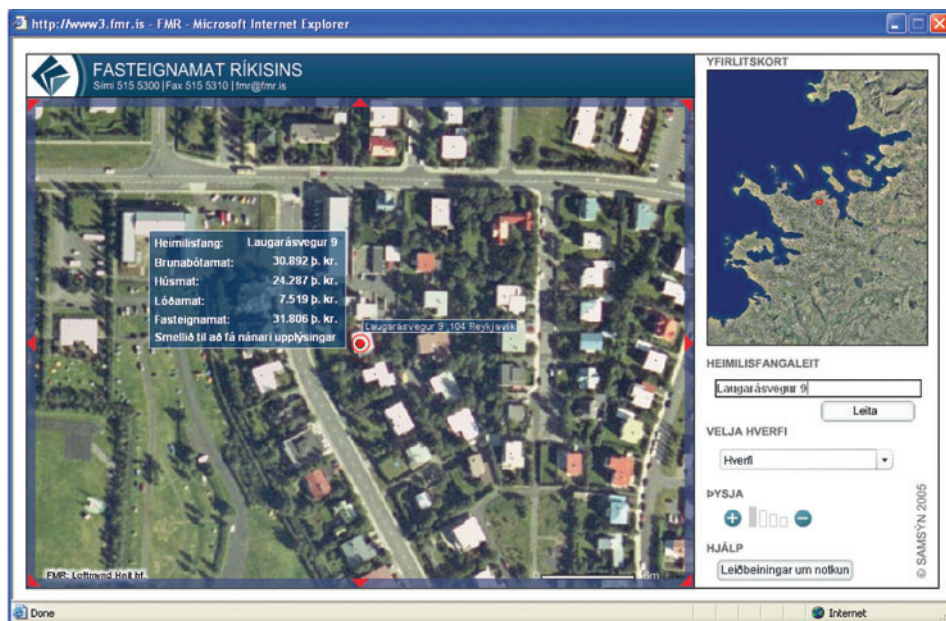 http://www3.fmr.is - FMR - Microsoft Internet Explorer
FASTEIGNAMAT RÍKISINS
Sími 515 5300 | Fax 515 5310 | fmr@fmr.is
Heimilisfang: Laugarásvegur 9
Brunabótamat: 30.892 þ. kr.
Húsmat: 24.287 þ. kr.
Lóðamat: 7.519 þ. kr.
Fasteignamat: 31.806 þ. kr.
Smellið til að fá nánari upplýsingar
Laugarásvegur 9 ,104 Reykjavík
FMR: Loftmynd Hnit hf.
0
YFIRLITSKORT
HEIMILISFANGALEIT
Laugarásvegur 9
Leita
VELJA HVERFI
Hverfi
ÞYSJA
HJÁLP
Leiðbeiningar um notkun
© SAMSÝN 2005
Done
Internet